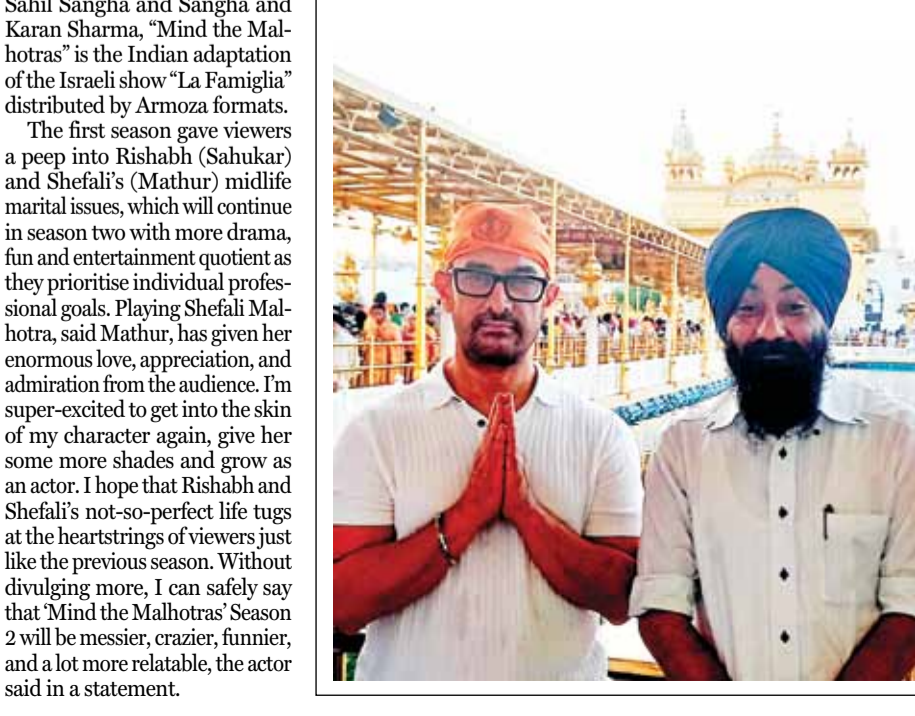 Sahil Sangha and Sangha and
Karan Sharma, “Mind the Mal-
hotras” is the Indian adaptation
of the Israeli show “La Famiglia”
distributed by Armoza formats.
The first season gave viewers
a peep into Rishabh (Sahukar)
and Shefali’s (Mathur) midlife
marital issues, which will continue
in season two with more drama,
fun and entertainment quotient as
they prioritise individual profes-
sional goals. Playing Shefali Mal-
hotra, said Mathur, has given her
enormous love, appreciation, and
admiration from the audience. I’m
super-excited to get into the skin
of my character again, give her
some more shades and grow as
an actor. I hope that Rishabh and
Shefali’s not-so-perfect life tugs
at the heartstrings of viewers just
like the previous season. Without
divulging more, I can safely say
that ‘Mind the Malhotras’ Season
2 will be messier, crazier, funnier,
and a lot more relatable, the actor
said in a statement.